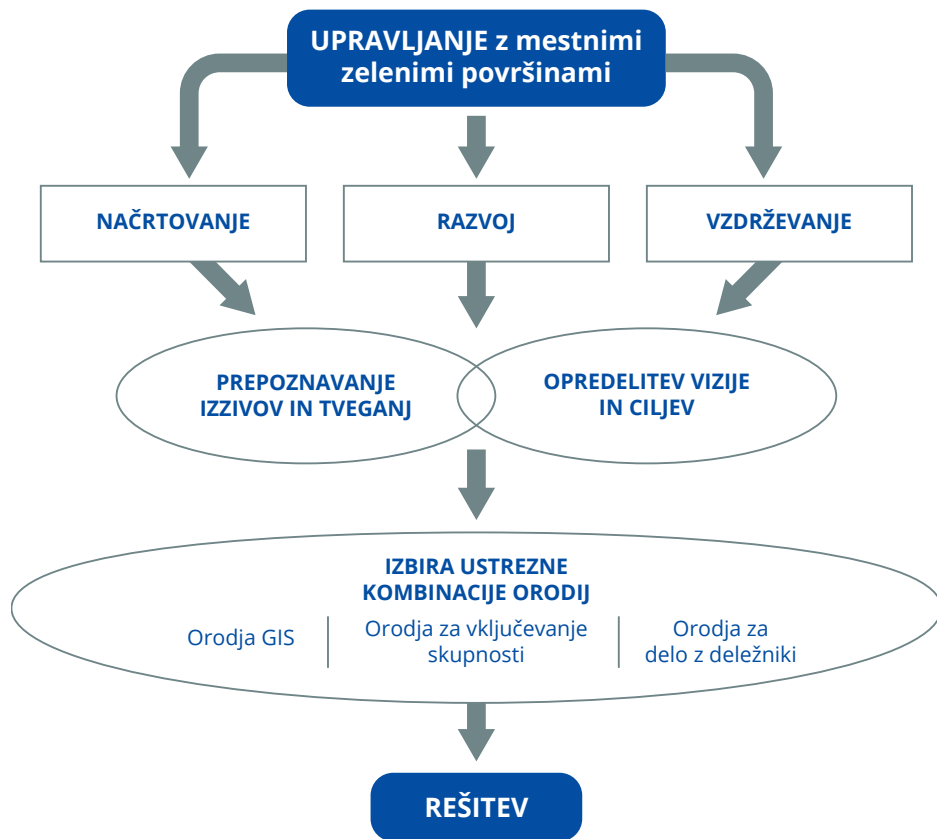 UPRAVLJANJE z mestnimi
zelenimi površinami
NAČRTOVANJE
RAZVOJ
VZDRŽEVANJE
PREPOZNAVANJE
IZZIVOV IN TVEGANJ
OPREDELITEV VIZIJE
IN CILJEV
IZBIRA USTREZNE
KOMBINACIJE ORODIJ
Orodja GIS
Orodja za vključevanje
skupnosti
Orodja za
delo z deležniki
REŠITEV